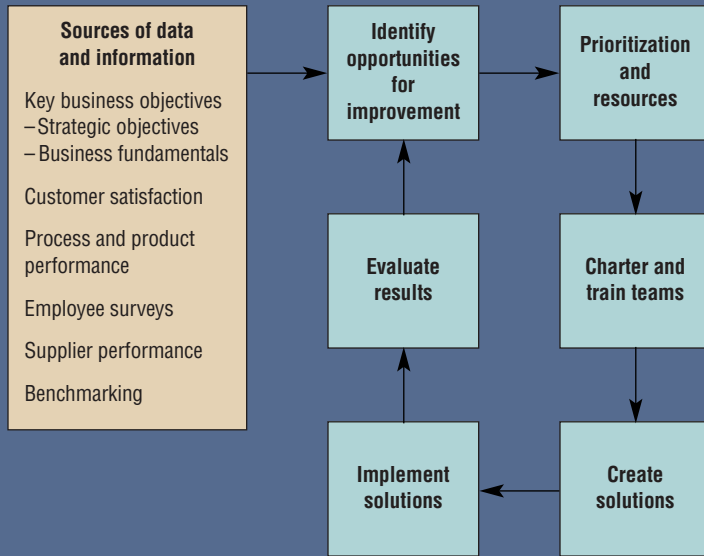 Sources of data
and information
Key business objectives
–Strategic objectives
–Business fundamentals
Customer satisfaction
Process and product
performance
Employee surveys
Supplier performance
Benchmarking
Identify
opportunities
for
improvement
Prioritization
and
resources
Charter and
train teams
Create
solutions
Implement
solutions
Evaluate
results